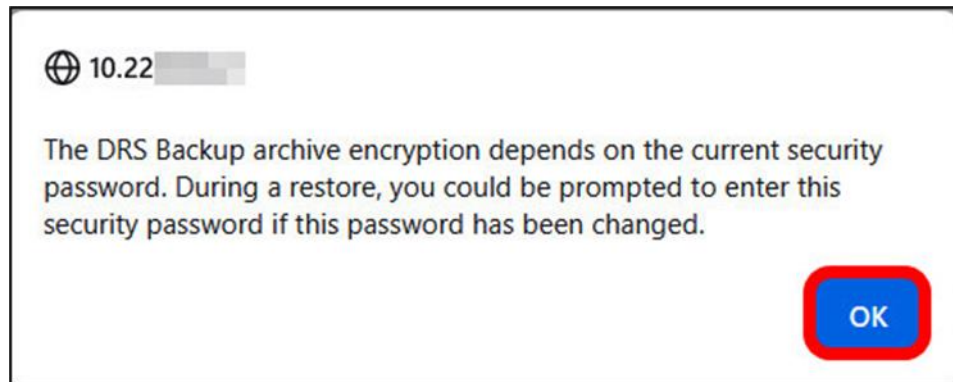 10.22
The DRS Backup archive encryption depends on the current security
password. During a restore, you could be prompted to enter this
security password if this password has been changed.
OK